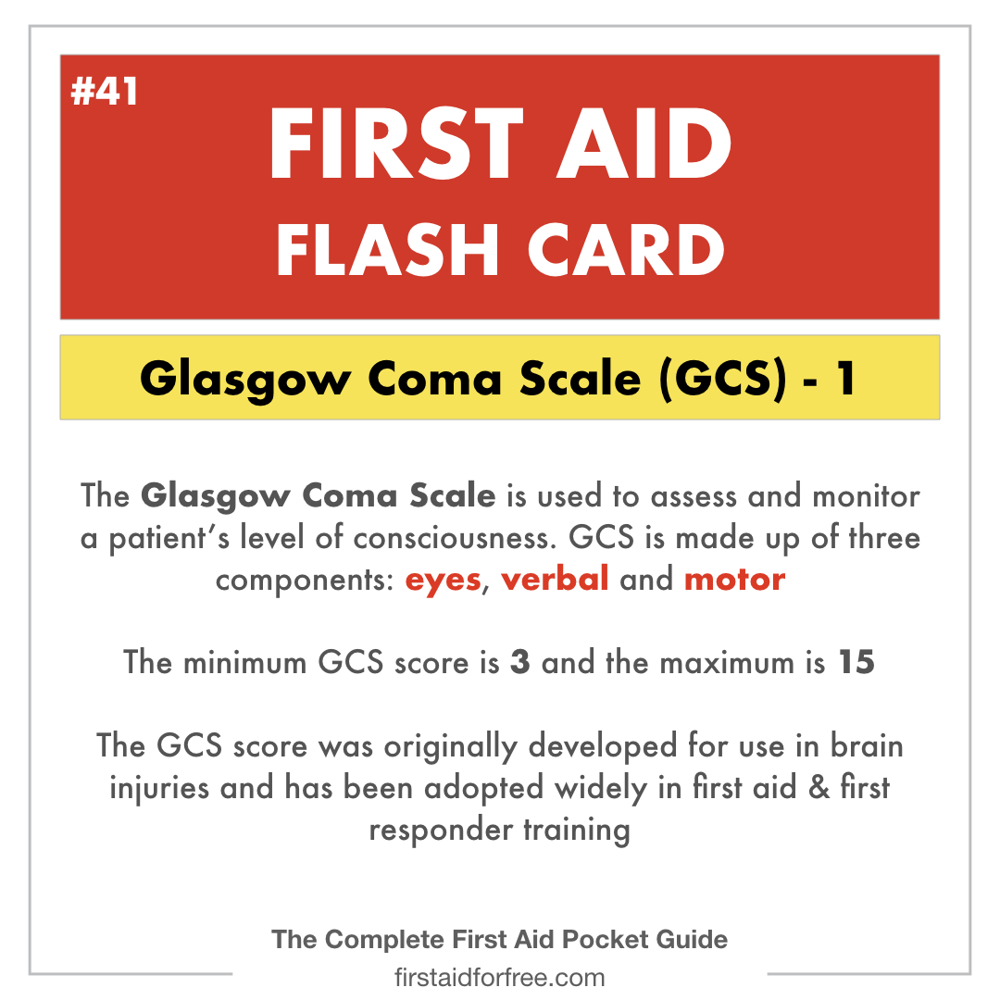 #41
FIRST AID
FLASH CARD
Glasgow Coma Scale (GCS) - 1
The Glasgow Coma Scale is used to assess and monitor
a patient’s level of consciousness. GCS is made up of three
components: eyes, verbal and motor
The minimum GCS score is 3 and the maximum is 15
The GCS score was originally developed for use in brain
injuries and has been adopted widely in first aid & first
responder training
The Complete First Aid Pocket Guide
firstaidforfree.com